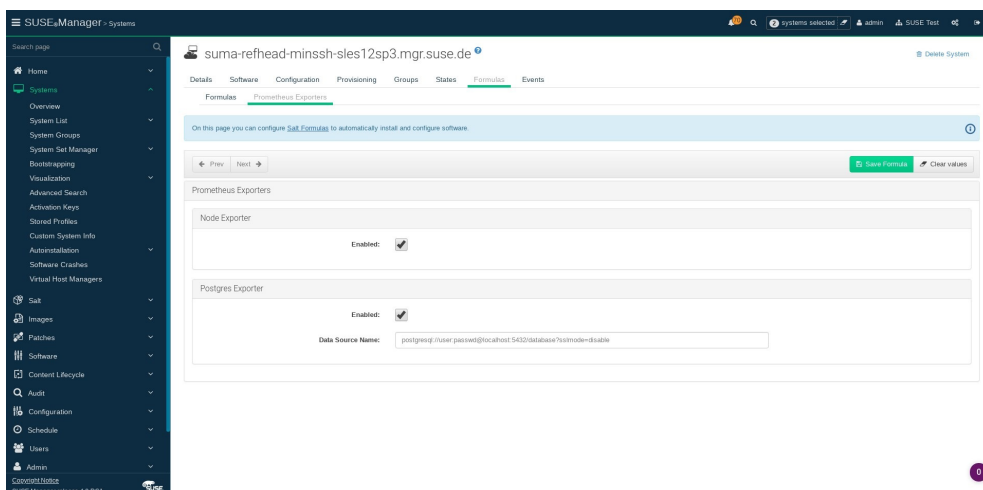 SUSE®Manager > Systems
2 systems selected
admin
SUSE Test
Search page
Home
Systems
Overview
System List
System Groups
System Set Manager
Bootstrapping
Visualization
Advanced Search
Activation Keys
Stored Profiles
Custom System Info
Autoinstallation
Software Crashes
Virtual Host Managers
Salt
Images
Patches
Software
Content Lifecycle
Audit
Configuration
Schedule
Users
Admin
Copyright Notice
SUSE
suma-refhead-minssh-sles12sp3.mgr.suse.de ?
Delete System
Details Software Configuration Provisioning Groups States Formulas Events
Formulas Prometheus Exporters
On this page you can configure Salt Formulas to automatically install and configure software.
Prev Next
Save Formula Clear values
Prometheus Exporters
Node Exporter
Enabled:
Postgres Exporter
Enabled:
Data Source Name: postgresql://user:passwd@localhost:5432/database?sslmode=disable
0